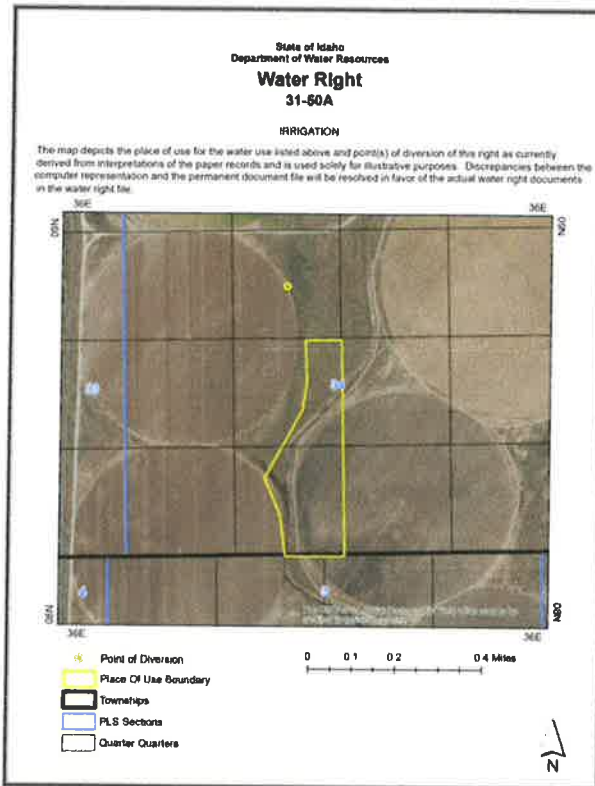 State of Idaho
Department of Water Resources
Water Right
31-50A
IRRIGATION
The map depicts the place of use for the water use listed above and point(s) of diversion of this right as currently
derived from interpretations of the paper records and is used solely for illustrative purposes. Discrepancies between the
computer representation and the permanent document file will be resolved in favor of the actual water right documents
in the water right file.
36E 36E
36E 36E
Point of Diversion
0 0.1 0.2 0.4 Miles
Place Of Use Boundary
Townships
PLS Sections
Quarter Quarters
N